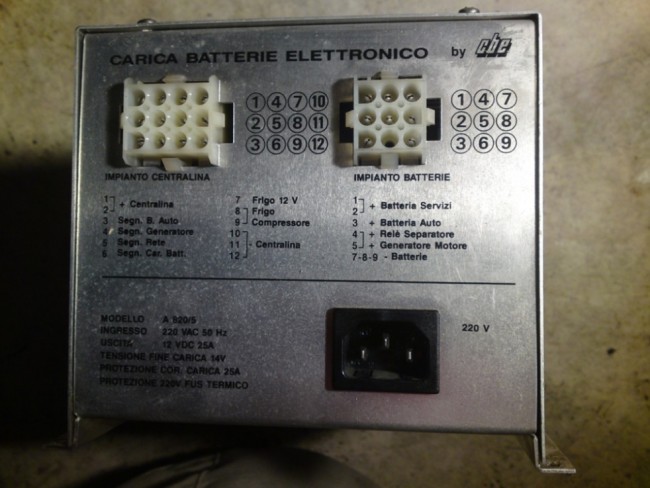 CARICA BATTERIE ELETTRONICO by cbe
1 4 7 10
2 5 8 11
3 6 9 12
1 4 7
2 5 8
3 6 9
IMPIANTO CENTRALINA
1
2 + Centralina
3 Segn. B. Auto
4 Segn. Generatore
5 Segn. Rete
6 Segn. Car. Batt.
7 Frigo 12 V
8 Frigo
9 Compressore
10
11 - Centralina
12
IMPIANTO BATTERIE
1
2 + Batteria Servizi
3 + Batteria Auto
4 + Relè Separatore
5 + Generatore Motore
7-8-9 - Batterie
MODELLO : A 920/5
INGRESSO : 220 VAC 50 Hz
USCITA : 12 VDC 25A
TENSIONE FINE CARICA 14V
PROTEZIONE COR. CARICA 25A
PROTEZIONE 220V FUS TERMICO
220 V